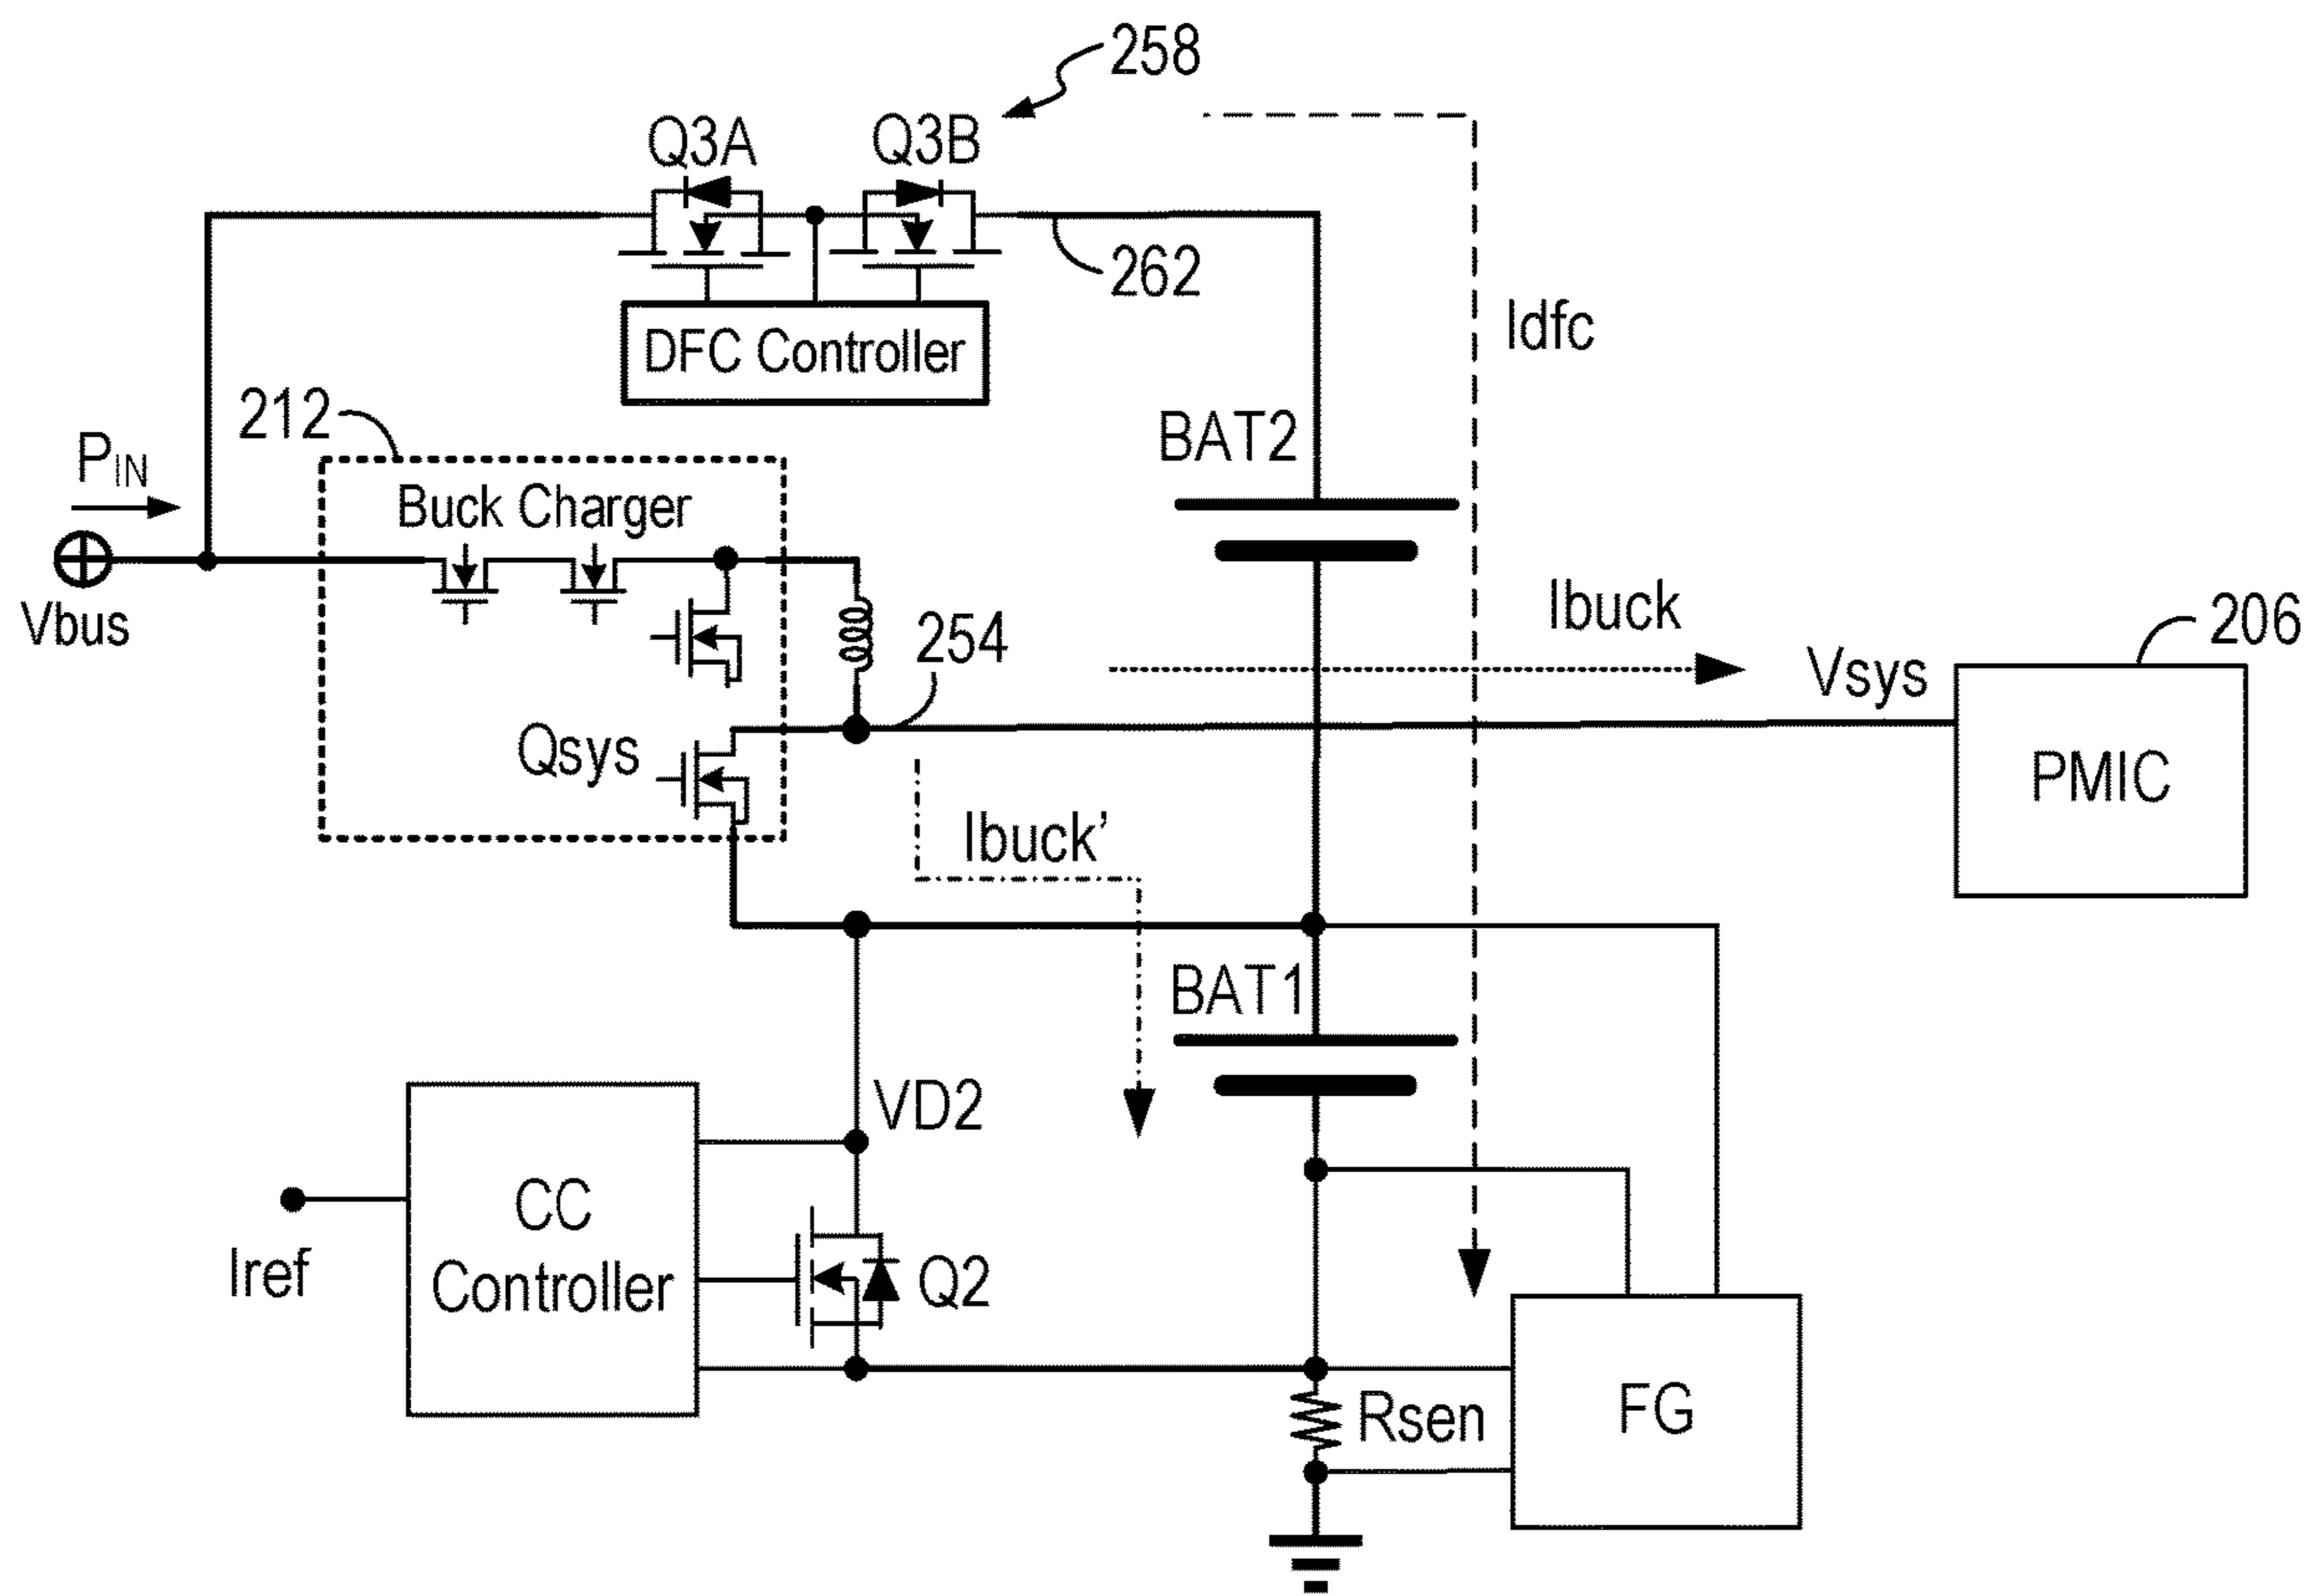 258
Q3A
Q3B
262
DFC Controller
Idfc
212
PIN
Buck Charger
BAT2
Vbus
254
Ibuck
206
Vsys
Qsys
PMIC
Ibuck'
BAT1
VD2
CC
Controller
Iref
Q2
Rsen
FG